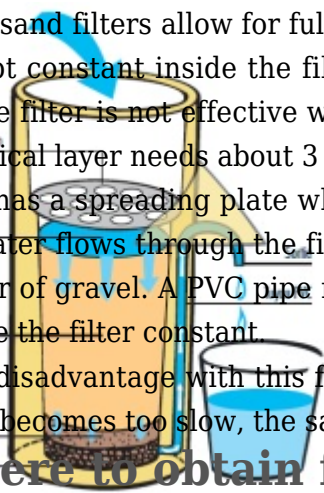 sand filters allow for ful
ot constant inside the fil
e filter is not effective w
ical layer needs about 3
has a spreading plate wh
ater flows through the fi
r of gravel. A PVC pipe
e the filter constant.
disadvantage with this f
becomes too slow, the sa
ere to obtain f